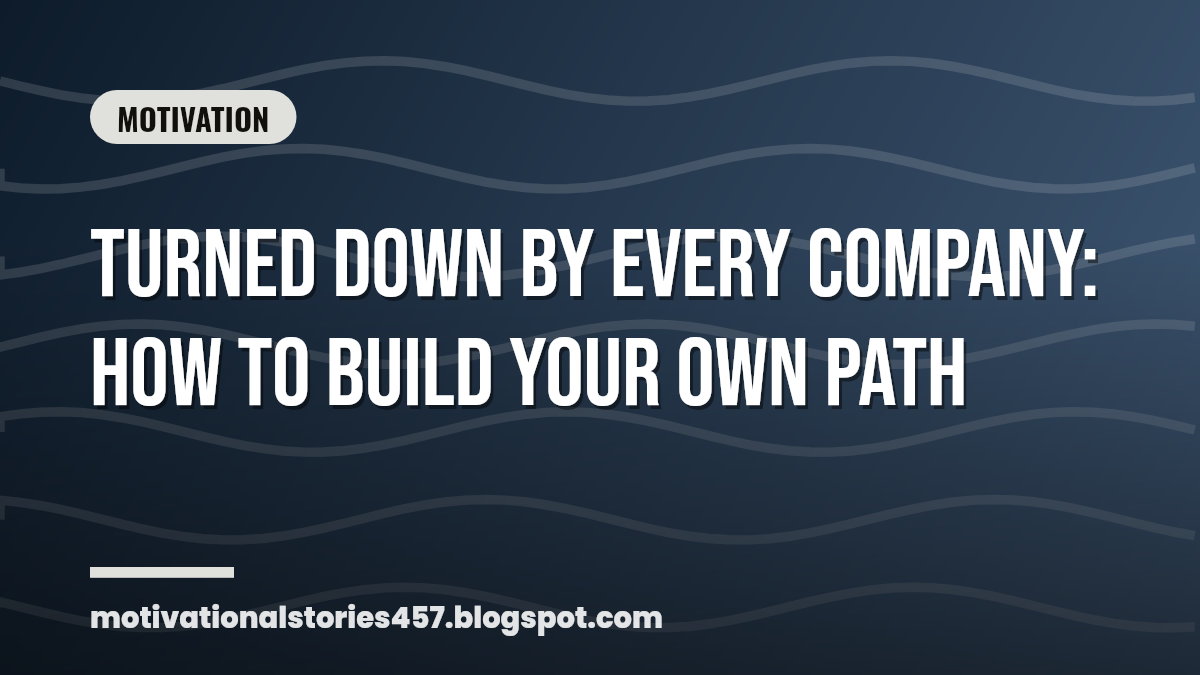 MOTIVATION
TURNED DOWN BY EVERY COMPANY:
HOW TO BUILD YOUR OWN PATH
motivationalstories457.blogspot.com